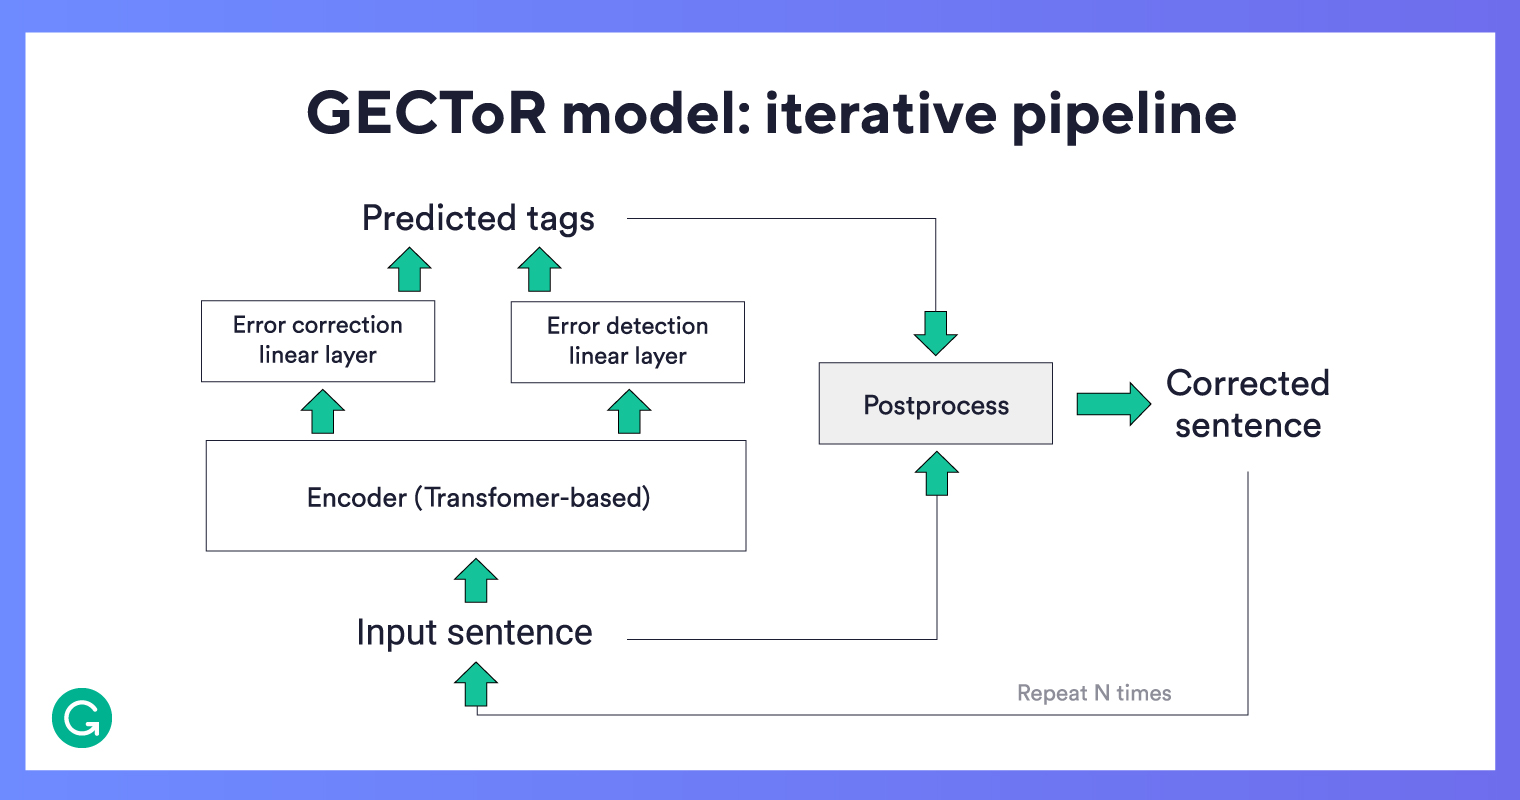 GECToR model: iterative pipeline
Predicted tags
Error correction
linear layer
Error detection
linear layer
Postprocess
Corrected
sentence
Encoder (Transfomer-based)
Input sentence
Repeat N times
G